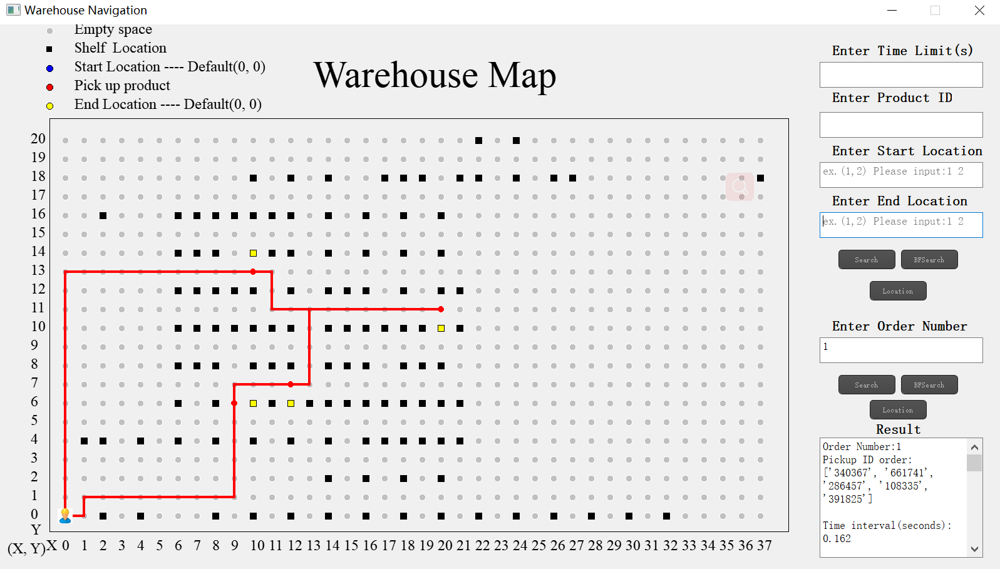 Warehouse Navigation
Empty space
Shelf Location
Start Location ---- Default(0, 0)
Pick up product
End Location ---- Default(0, 0)
Warehouse Map
20
19
18
17
16
15
14
13
12
11
10
9
8
7
6
5
4
3
2
1
0
Y
(X, Y) X 0 1 2 3 4 5 6 7 8 9 10 11 12 13 14 15 16 17 18 19 20 21 22 23 24 25 26 27 28 29 30 31 32 33 34 35 36 37
Enter Time Limit(s)
Enter Product ID
Enter Start Location
ex.(1,2) Please input:1 2
Enter End Location
ex.(1,2) Please input:1 2
Search BFSearch
Location
Enter Order Number
1
Search BFSearch
Location
Result
Order Number:1
Pickup ID order:
['340367', '661741',
'286457', '108335',
'391825']
Time interval(seconds):
0.162